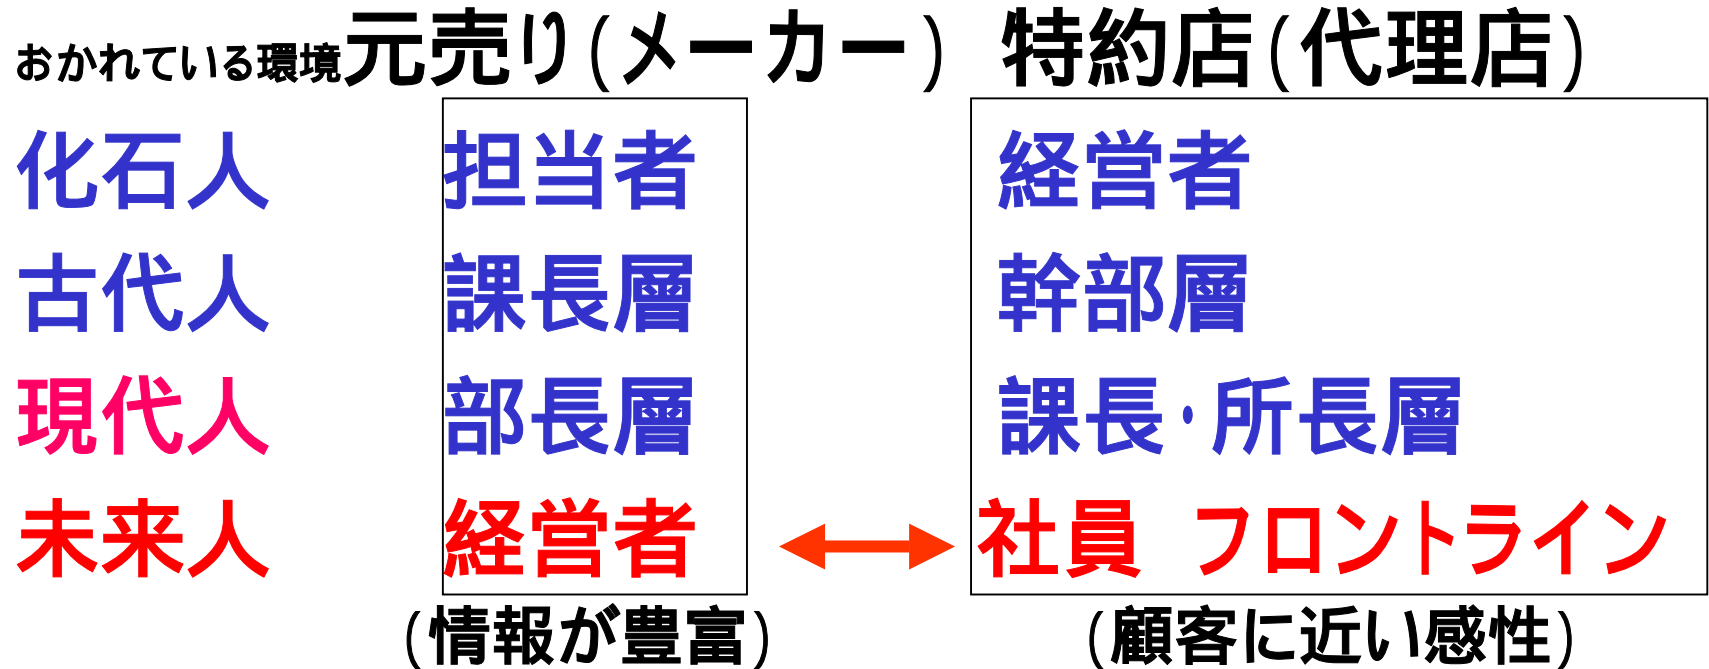 おかれている環境 元売り(メーカー) 特約店(代理店)
化石人 担当者 経営者
古代人 課長層 幹部層
現代人 部長層 課長・所長層
未来人 経営者 社員 フロントライン
(情報が豊富) (顧客に近い感性)